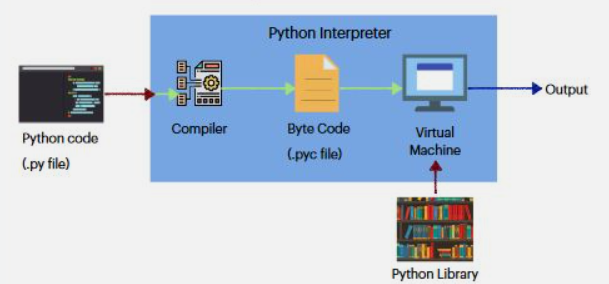 Python Interpreter
Python code
(.py file)
Compiler
Byte Code
(.pyc file)
Virtual
Machine
Output
Python Library